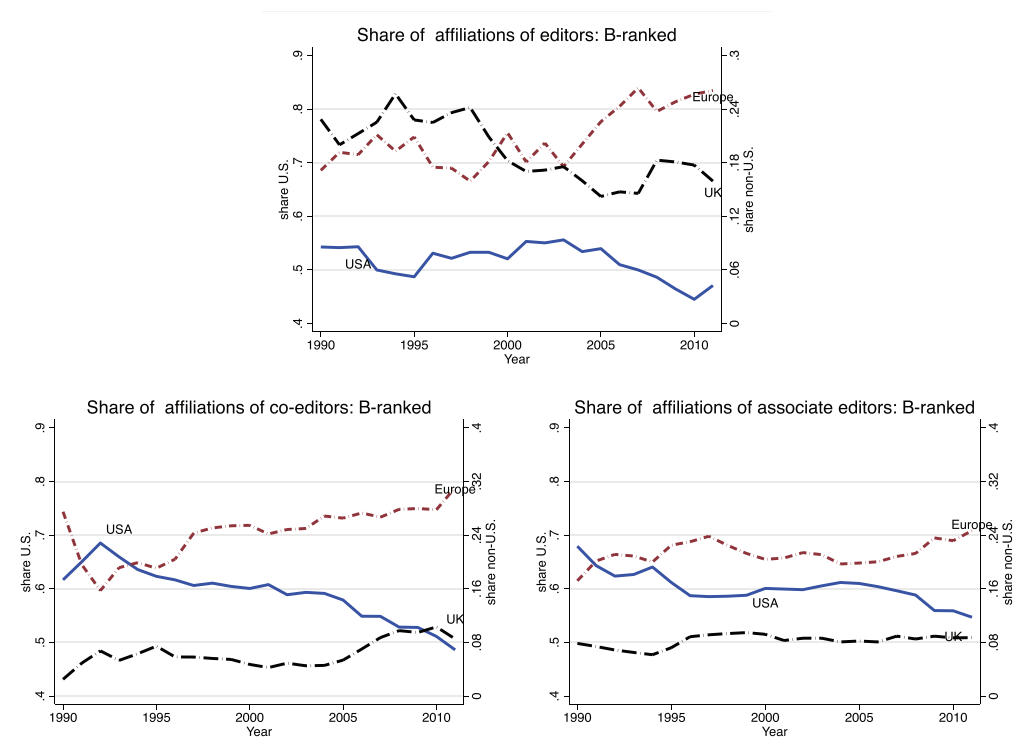 Share of  affiliations of editors: B-ranked
.9
.8
.7
.6
.5
.4
share U.S.
.3
.24
.18
.12
.06
0
share non-U.S.
Europe
UK
USA
1990
1995
2000
2005
2010
Year
Share of  affiliations of co-editors: B-ranked
.9
.8
.7
.6
.5
.4
share U.S.
.4
.32
.24
.16
.08
0
share non-U.S.
Europe
USA
UK
1990
1995
2000
2005
2010
Year
Share of  affiliations of associate editors: B-ranked
.9
.8
.7
.6
.5
.4
share U.S.
.4
.32
.24
.16
.08
0
share non-U.S.
Europe
USA
UK
1990
1995
2000
2005
2010
Year